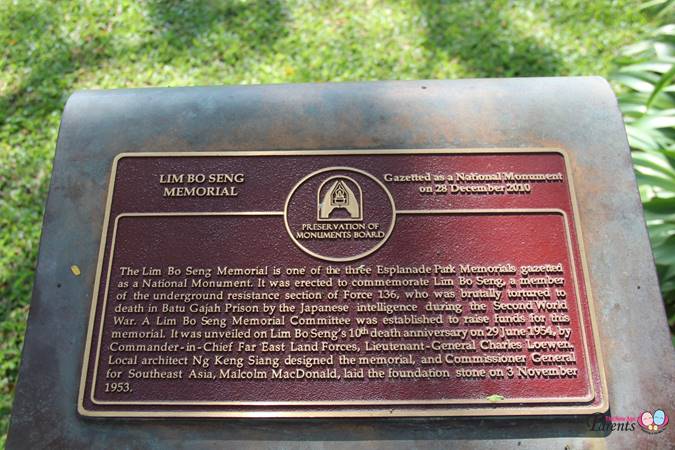 LIM BO SENG
MEMORIAL
Gazetted as a National Monument
on 28 December 2010
PRESERVATION OF
MONUMENTS BOARD
The Lim Bo Seng Memorial is one of the three Esplanade Park Memorials gazetted
as a National Monument. It was erected to commemorate Lim Bo Seng, a member
of the underground resistance section of Force 136, who was brutally tortured to
death in Batu Gajah Prison by the Japanese intelligence during the Second World
War. A Lim Bo Seng Memorial Committee was established to raise funds for this
memorial. It was unveiled on Lim Bo Seng's 10th death anniversary on 29 June 1954, by
Commander-in-Chief Far East Land Forces, Lieutenant-General Charles Loewen.
Local architect Ng Keng Siang designed the memorial, and Commissioner General
for Southeast Asia, Malcolm MacDonald, laid the foundation stone on 3 November
1953.
Parents